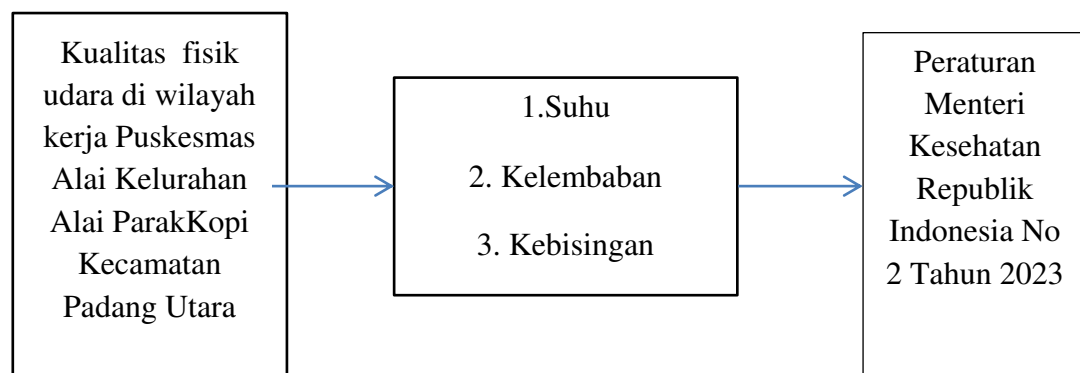 Kualitas fisik
udara di wilayah
kerja Puskesmas
Alai Kelurahan
Alai ParakKopi
Kecamatan
Padang Utara
1.Suhu
2. Kelembaban
3. Kebisingan
Peraturan
Menteri
Kesehatan
Republik
Indonesia No
2 Tahun 2023